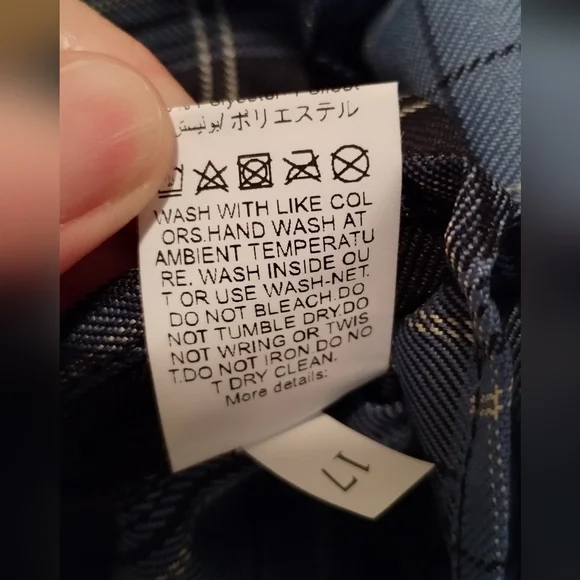 ポリエステル
WASH WITH LIKE COL
ORS.HAND WASH AT
AMBIENT TEMPERATU
RE. WASH INSIDE OU
T OR USE WASH-NET.
DO NOT BLEACH.DO
NOT TUMBLE DRY.DO
NOT WRING OR TWIS
T.DO NOT IRON DO NO
T DRY CLEAN.
More details:
17